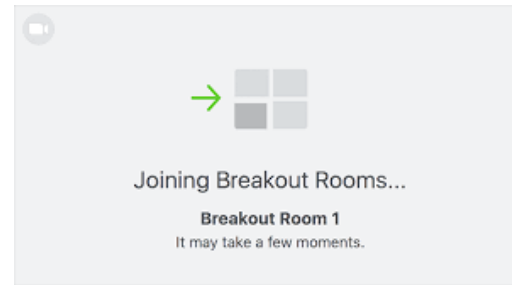 Joining Breakout Rooms...
Breakout Room 1
It may take a few moments.